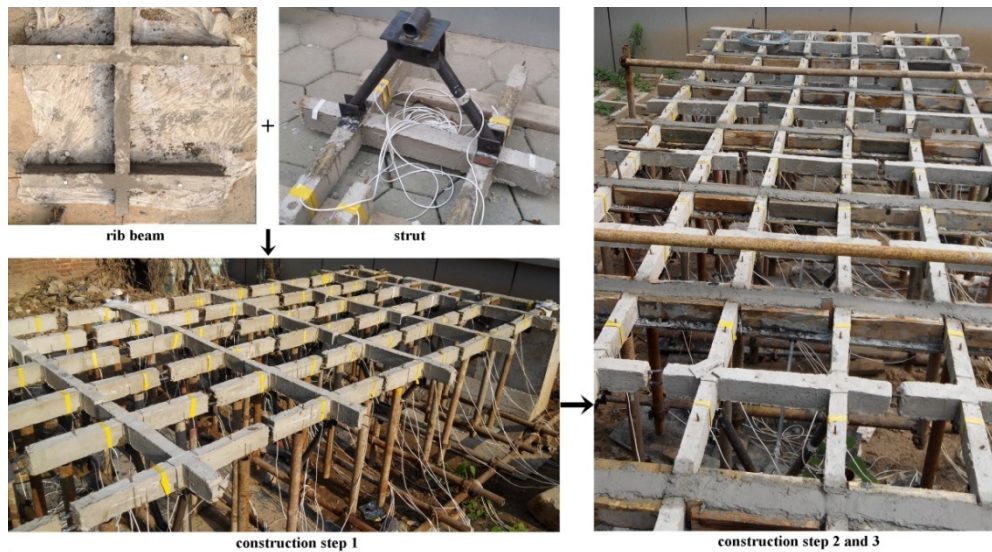 +
rib beam
strut
construction step 1
construction step 2 and 3